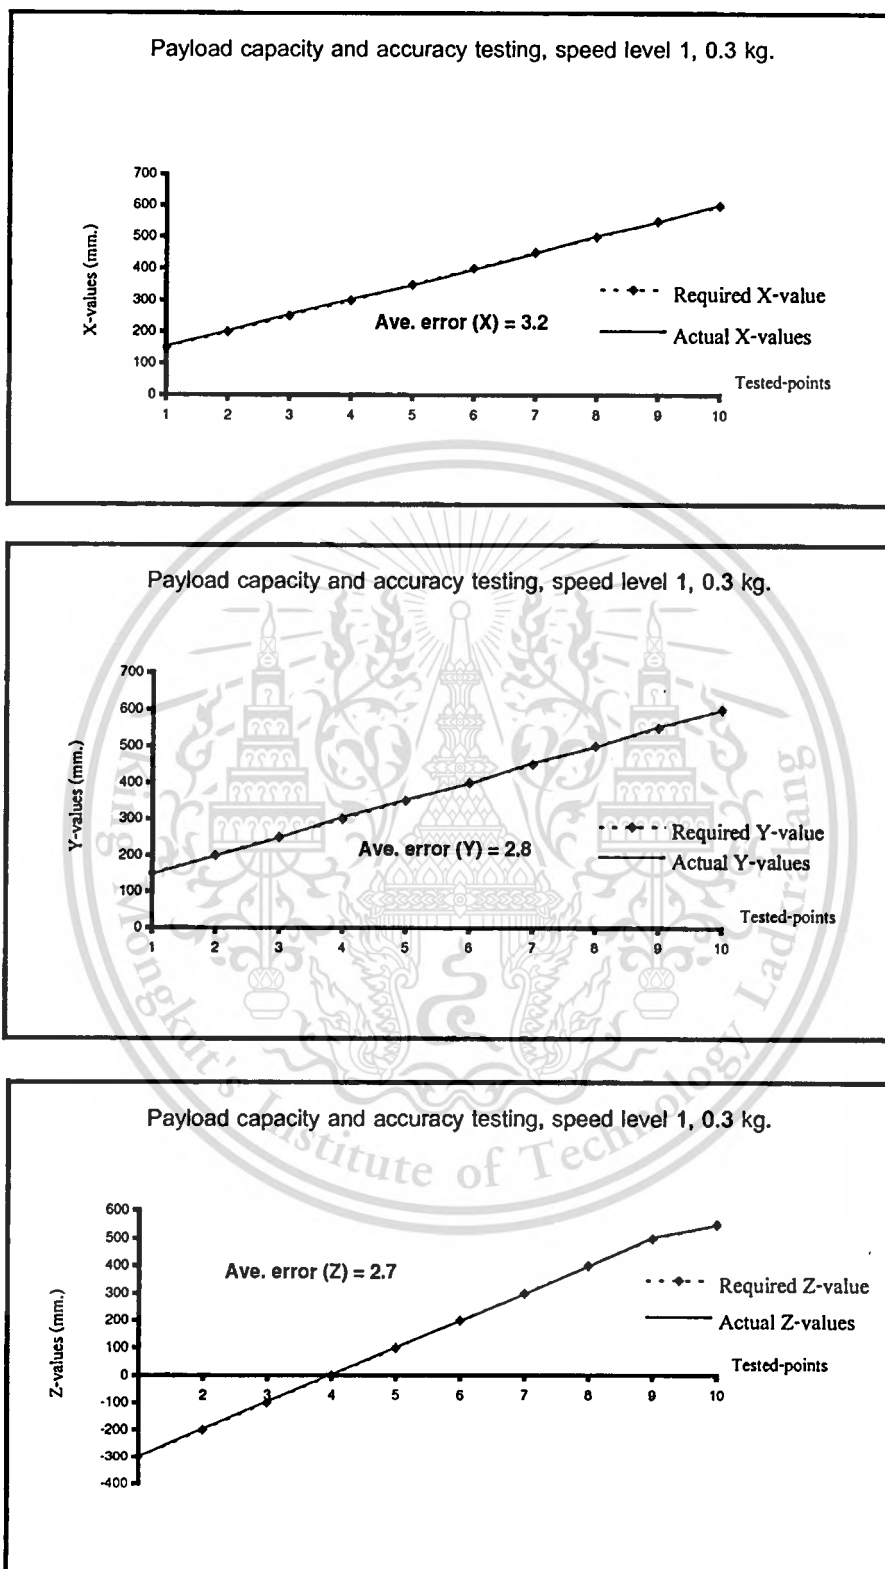 Payload capacity and accuracy testing, speed level 1, 0.3 kg.
700
600
500
400
300
200
100
0
X-values (mm.)
Ave. error (X) = 3.2
Required X-value
Actual X-values
Tested-points
1 2 3 4 5 6 7 8 9 10
Payload capacity and accuracy testing, speed level 1, 0.3 kg.
700
600
500
400
300
200
100
0
Y-values (mm.)
Ave. error (Y) = 2.8
Required Y-value
Actual Y-values
Tested-points
1 2 3 4 5 6 7 8 9 10
Payload capacity and accuracy testing, speed level 1, 0.3 kg.
600
500
400
300
200
100
0
-100
-200
-300
-400
Z-values (mm.)
Ave. error (Z) = 2.7
Required Z-value
Actual Z-values
Tested-points
2 3 4 5 6 7 8 9 10
King Mongkut's Institute of Technology Ladkrabang